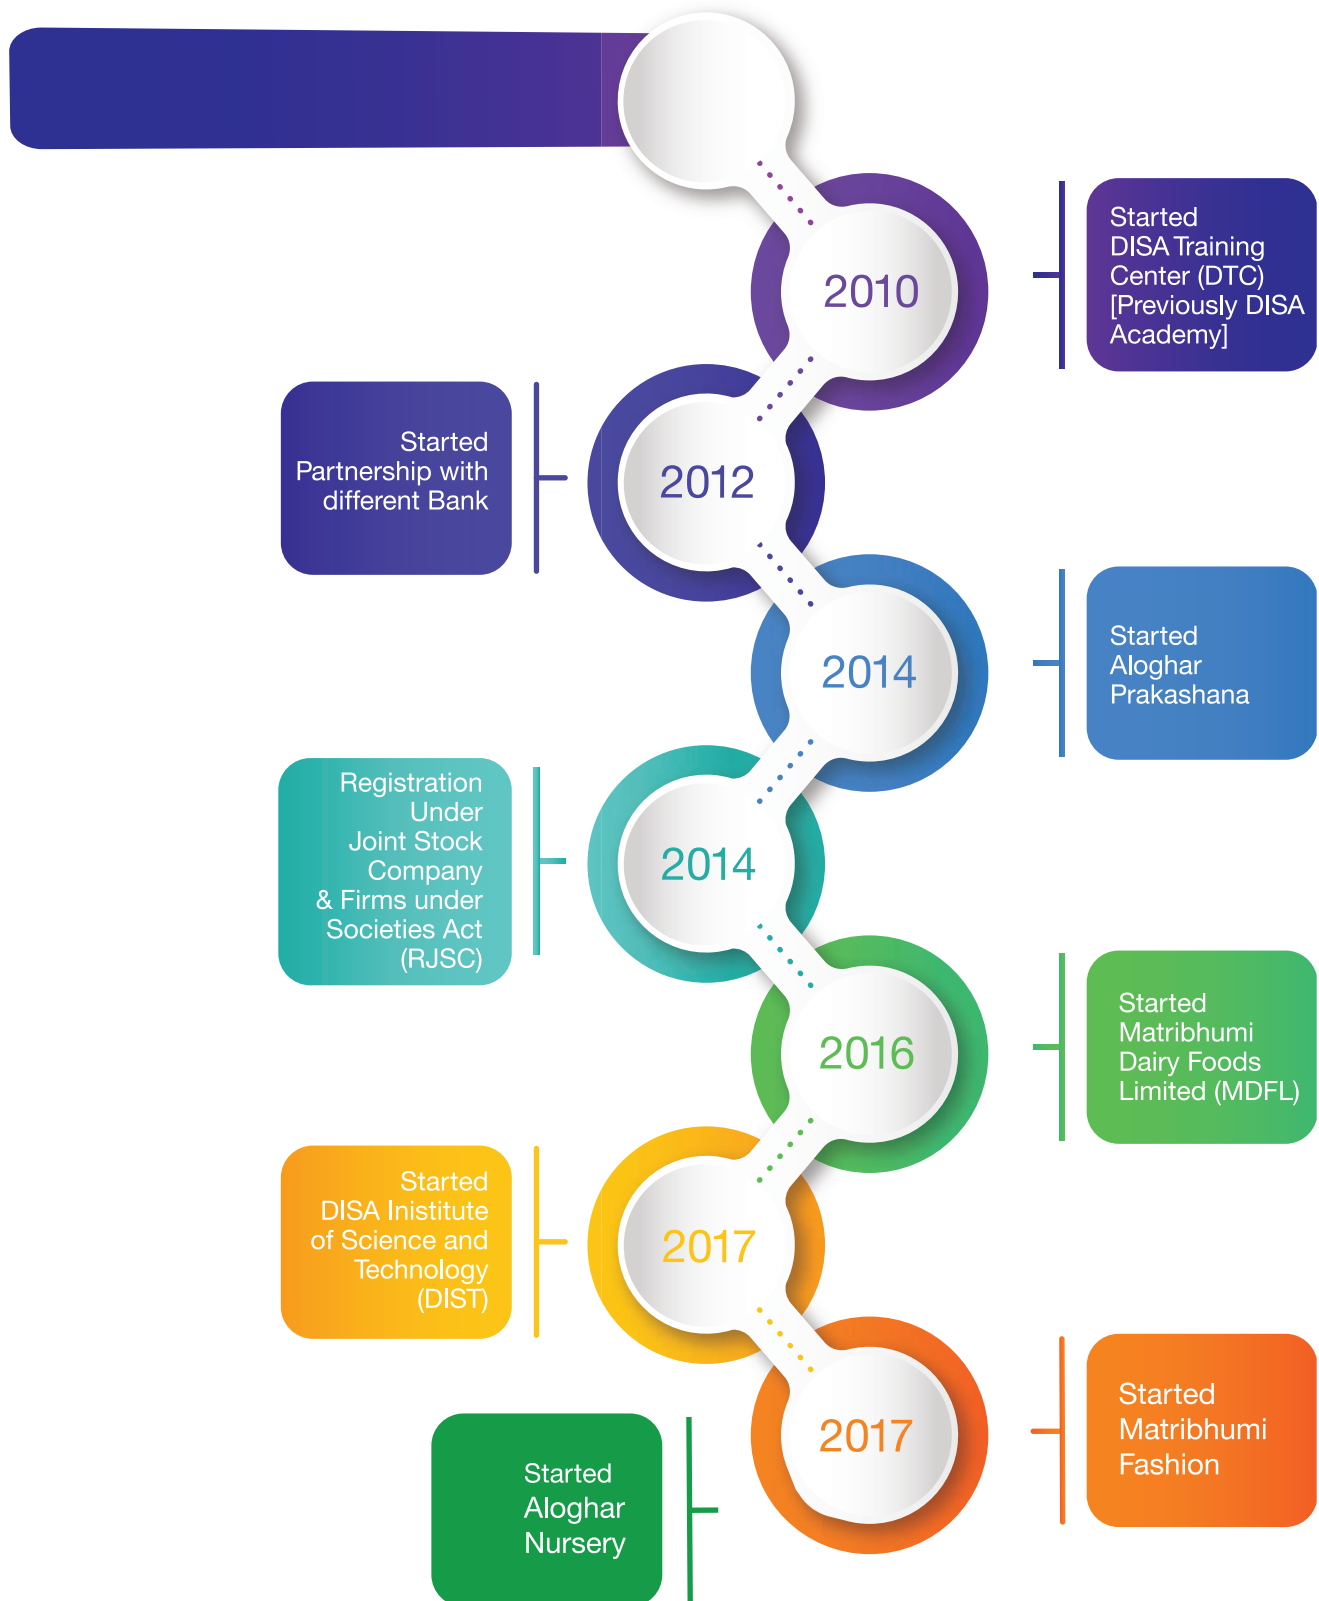 2010
Started
DISA Training
Center (DTC)
[Previously DISA
Academy]
2012
Started
Partnership with
different Bank
2014
Started
Aloghar
Prakashana
2014
Registration
Under
Joint Stock
Company
& Firms under
Societies Act
(RJSC)
2016
Started
Matribhumi
Dairy Foods
Limited (MDFL)
2017
Started
DISA Inistitute
of Science and
Technology
(DIST)
2017
Started
Matribhumi
Fashion
Started
Aloghar
Nursery